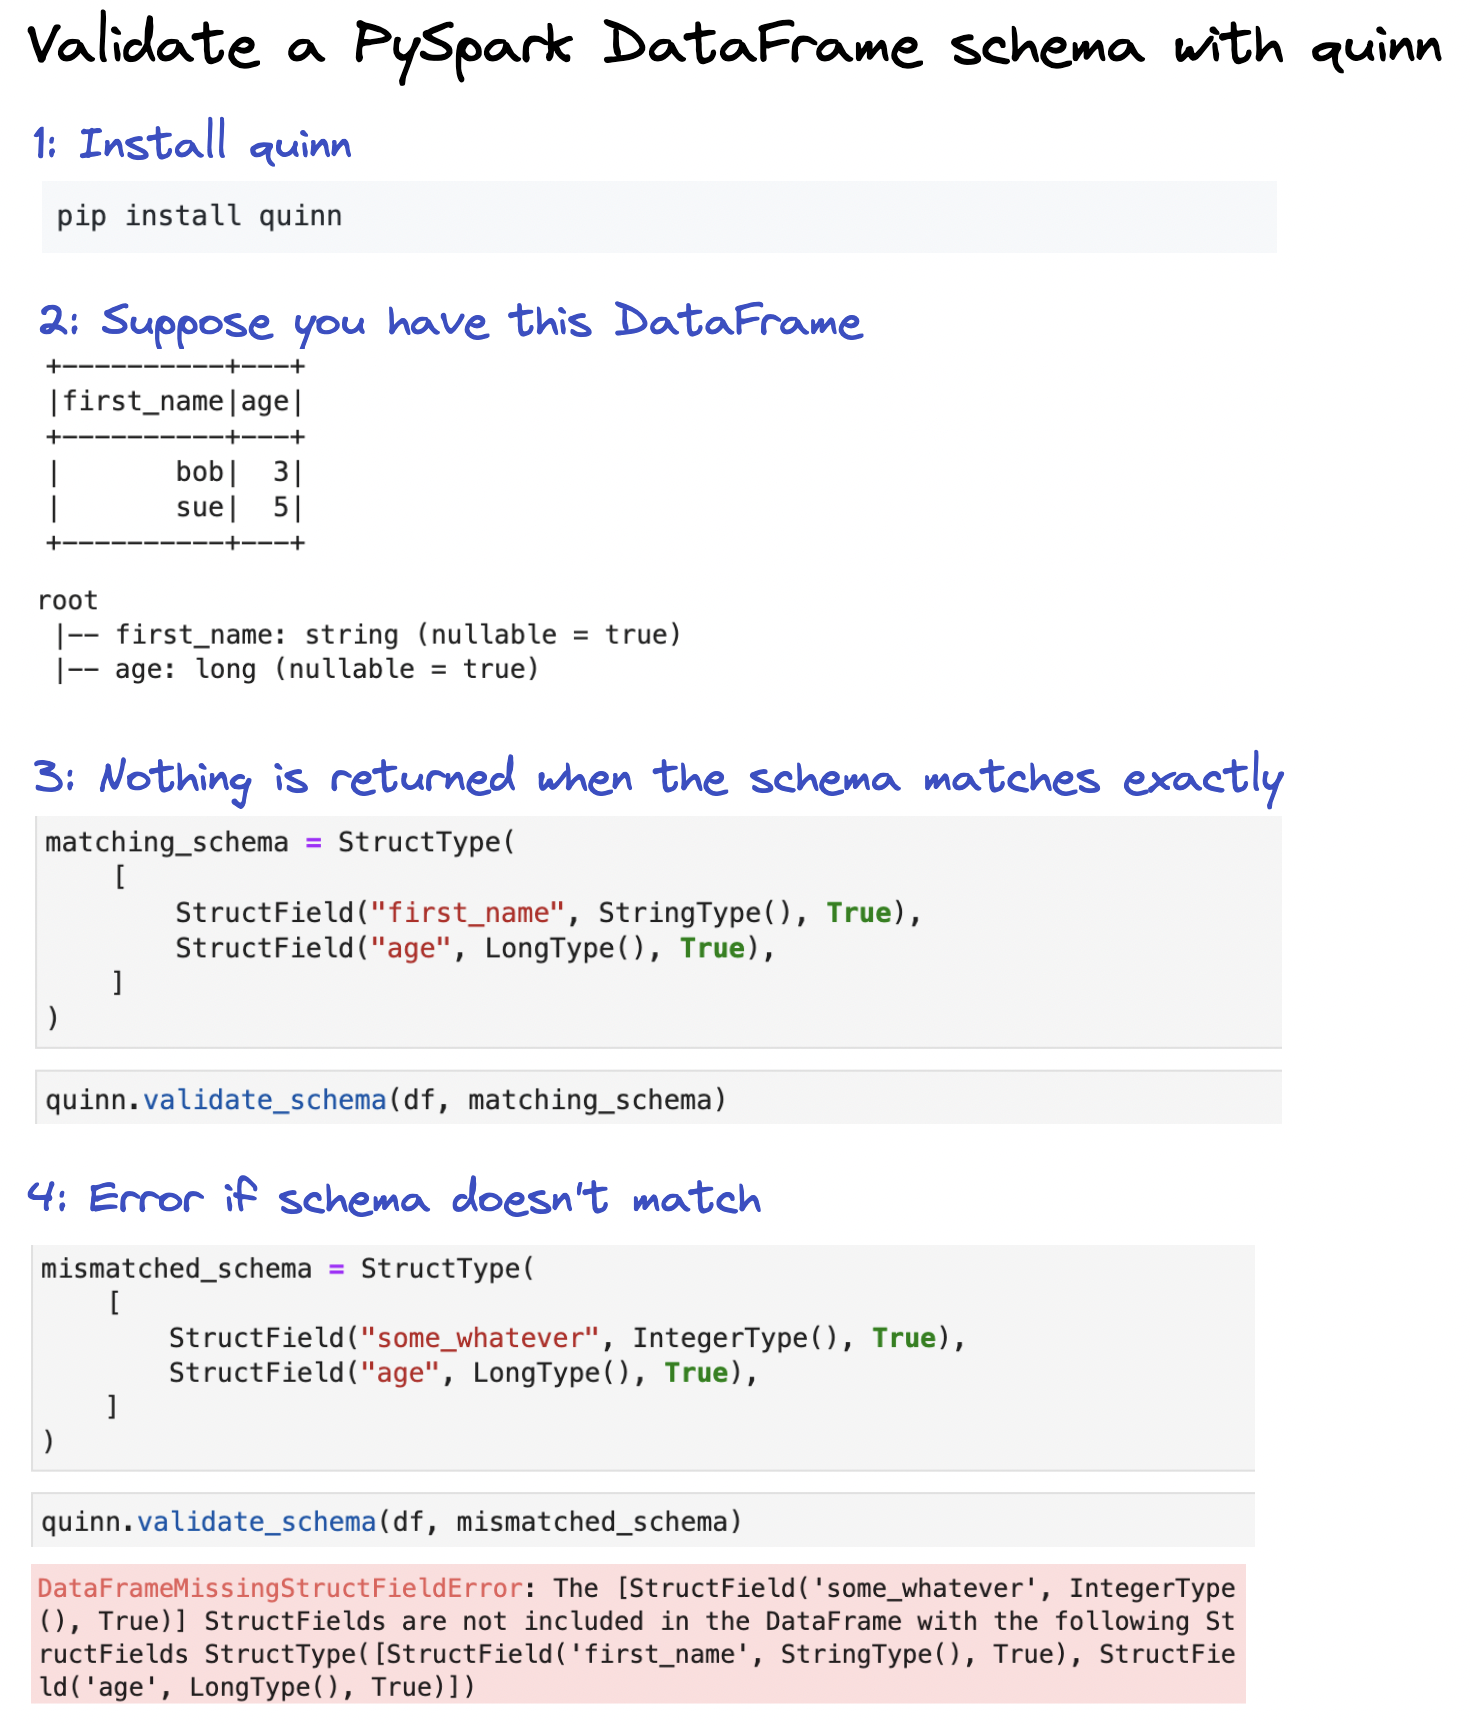 Validate a PySpark DataFrame schema with quinn
1: Install quinn
pip install quinn
2: Suppose you have this DataFrame
+----------+---+
|first_name|age|
+----------+---+
|       bob|  3|
|       sue|  5|
+----------+---+
root
 |-- first_name: string (nullable = true)
 |-- age: long (nullable = true)
3: Nothing is returned when the schema matches exactly
matching_schema = StructType(
    [
        StructField("first_name", StringType(), True),
        StructField("age", LongType(), True),
    ]
)
quinn.validate_schema(df, matching_schema)
4: Error if schema doesn't match
mismatched_schema = StructType(
    [
        StructField("some_whatever", IntegerType(), True),
        StructField("age", LongType(), True),
    ]
)
quinn.validate_schema(df, mismatched_schema)
DataFrameMissingStructFieldError: The [StructField('some_whatever', IntegerType
(), True)] StructFields are not included in the DataFrame with the following St
ructFields StructType([StructField('first_name', StringType(), True), StructFie
ld('age', LongType(), True)])